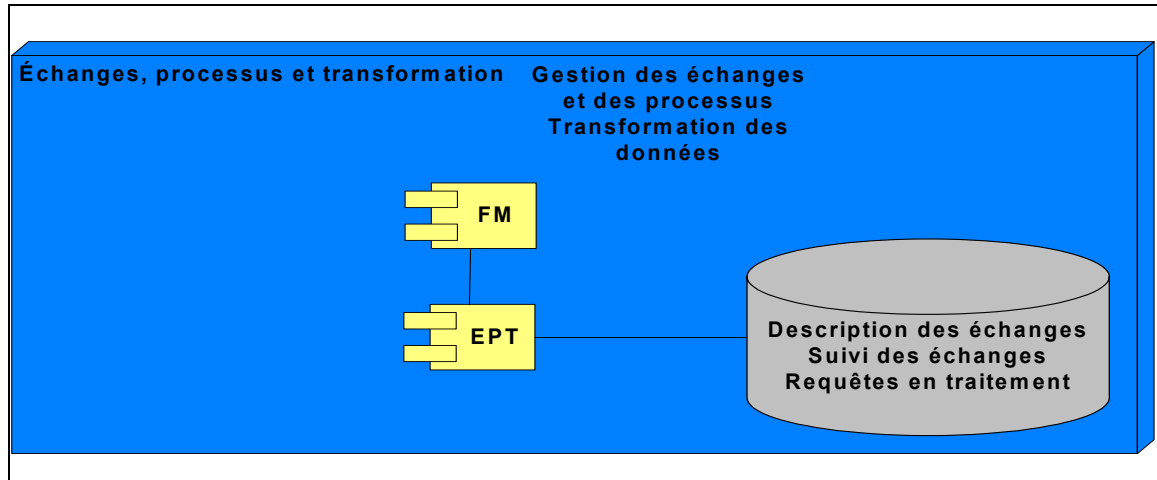 Échanges, processus et transformation
Gestion des échanges
et des processus
Transformation des
données
FM
EPT
Description des échanges
Suivi des échanges
Requêtes en traitement